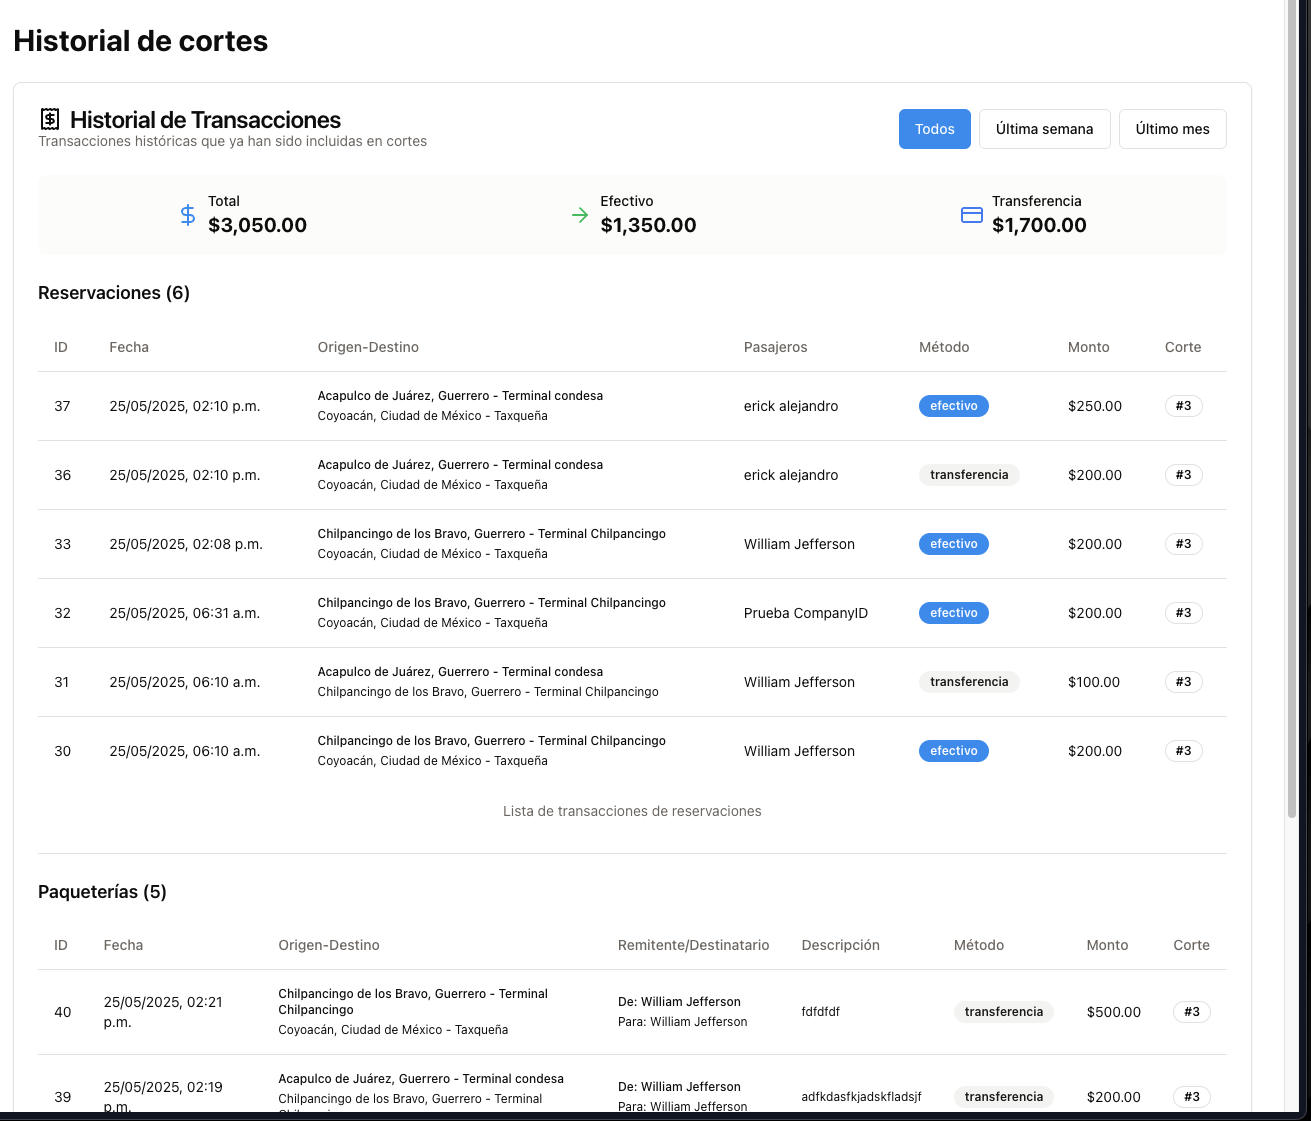 Historial de cortes
Historial de Transacciones
Transacciones históricas que ya han sido incluidas en cortes
Todos
Última semana
Último mes
Total
$3,050.00
Efectivo
$1,350.00
Transferencia
$1,700.00
Reservaciones (6)
ID Fecha Origen-Destino Pasajeros Método Monto Corte
Acapulco de Juárez, Guerrero - Terminal condesa
37 25/05/2025, 02:10 p.m. erick alejandro efectivo $250.00 #3
Coyoacán, Ciudad de México - Taxqueña
Acapulco de Juárez, Guerrero - Terminal condesa
36 25/05/2025, 02:10 p.m. erick alejandro transferencia $200.00 #3
Coyoacán, Ciudad de México - Taxqueña
Chilpancingo de los Bravo, Guerrero - Terminal Chilpancingo
33 25/05/2025, 02:08 p.m. William Jefferson efectivo $200.00 #3
Coyoacán, Ciudad de México - Taxqueña
Chilpancingo de los Bravo, Guerrero - Terminal Chilpancingo
32 25/05/2025, 06:31 a.m. Prueba CompanyID efectivo $200.00 #3
Coyoacán, Ciudad de México - Taxqueña
Acapulco de Juárez, Guerrero - Terminal condesa
31 25/05/2025, 06:10 a.m. William Jefferson transferencia $100.00 #3
Chilpancingo de los Bravo, Guerrero - Terminal Chilpancingo
Chilpancingo de los Bravo, Guerrero - Terminal Chilpancingo
30 25/05/2025, 06:10 a.m. William Jefferson efectivo $200.00 #3
Coyoacán, Ciudad de México - Taxqueña
Lista de transacciones de reservaciones
Paqueterías (5)
ID Fecha Origen-Destino Remitente/Destinatario Descripción Método Monto Corte
40
25/05/2025, 02:21
p.m.
Chilpancingo de los Bravo, Guerrero - Terminal
Chilpancingo
Coyoacán, Ciudad de México - Taxqueña
De: William Jefferson
Para: William Jefferson
fdfdfdf
transferencia
$500.00
#3
39
25/05/2025, 02:19
p.m.
Acapulco de Juárez, Guerrero - Terminal condesa
Chilpancingo de los Bravo, Guerrero - Terminal
De: William Jefferson
Para: William Jefferson
adfkdasfkjadskfladsjf
transferencia
$200.00
#3